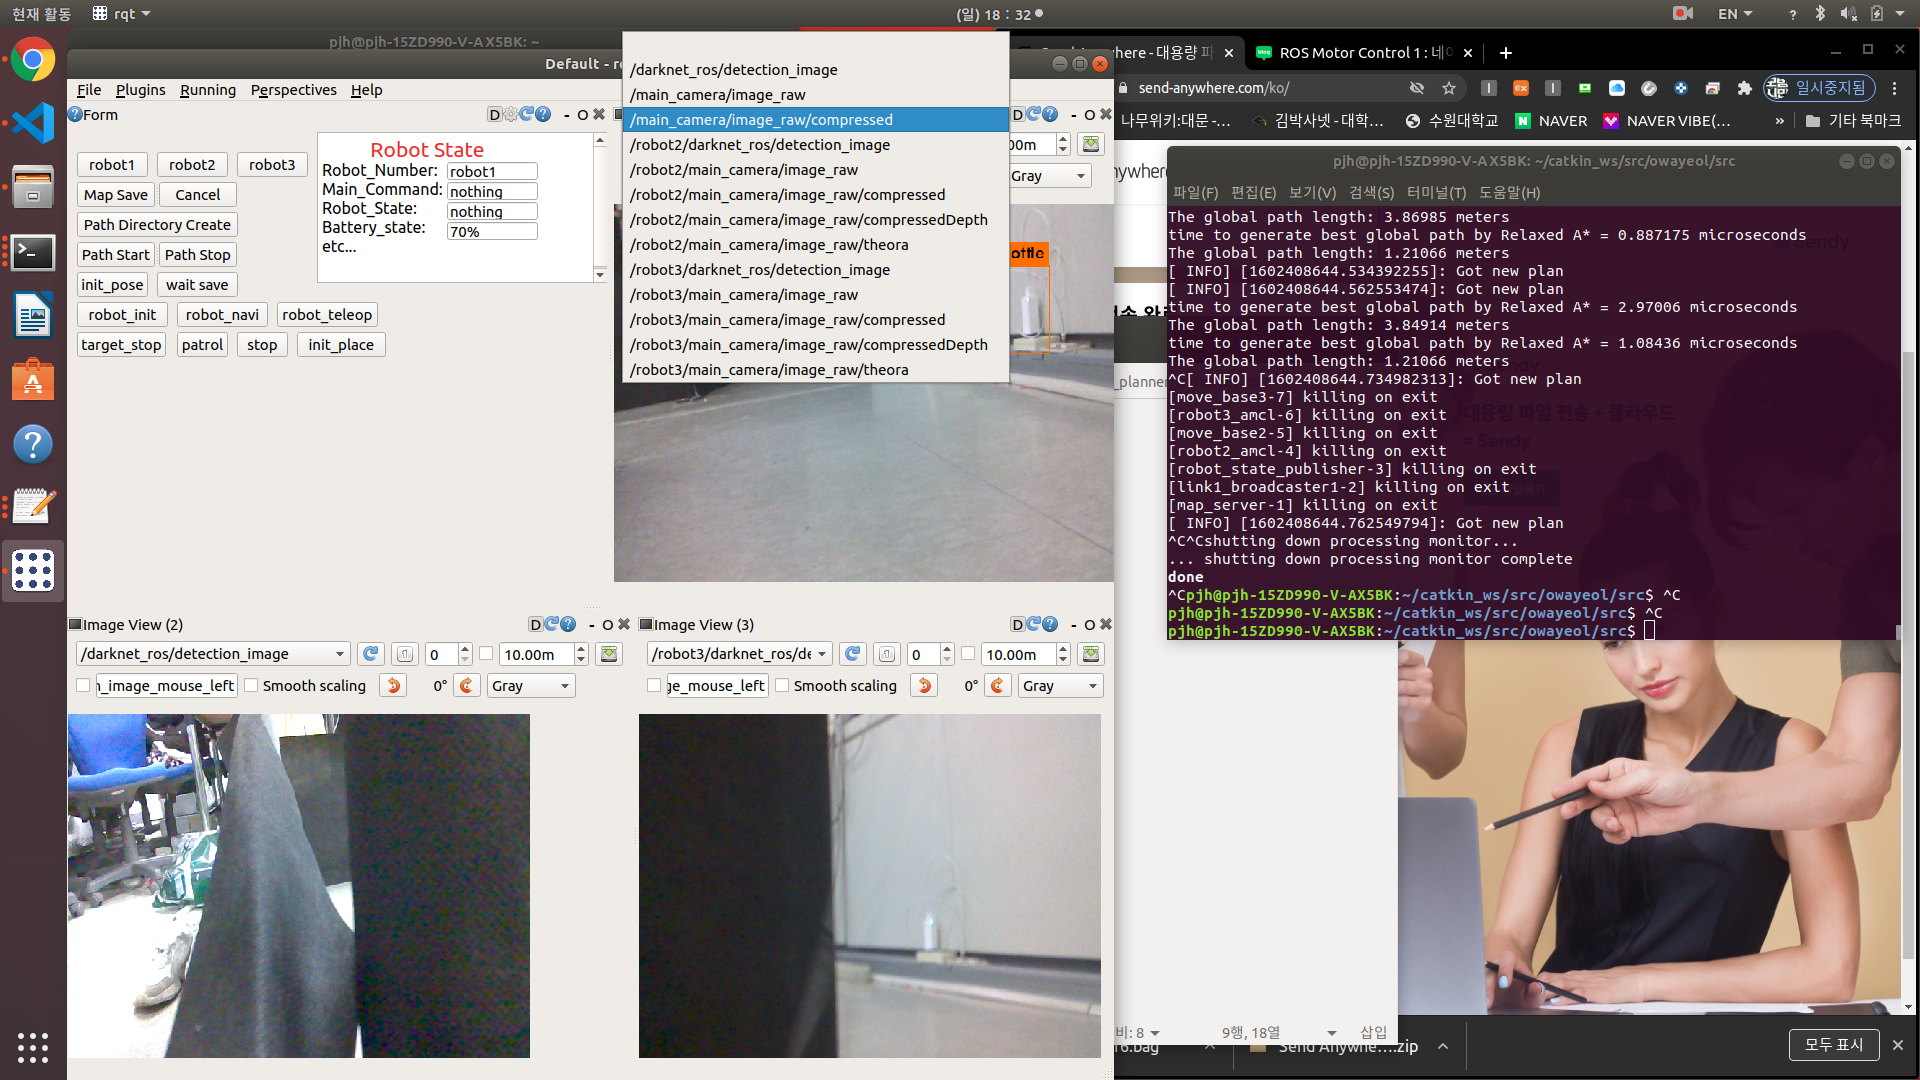 현재 활동
rqt
(일) 18 : 32
EN
pjh@pjh-15ZD990-V-AX5BK: ~
Default - r
File Plugins Running Perspectives Help
Form
D
- O
robot1 robot2 robot3
Map Save Cancel
Path Directory Create
Path Start Path Stop
init_pose wait save
robot_init robot_navi robot_teleop
target_stop patrol stop init_place
Robot State
Robot_Number: robot1
Main_Command: nothing
Robot_State: nothing
Battery_state: 70%
etc...
/darknet_ros/detection_image
/main_camera/image_raw
/main_camera/image_raw/compressed
/robot2/darknet_ros/detection_image
/robot2/main_camera/image_raw
/robot2/main_camera/image_raw/compressed
/robot2/main_camera/image_raw/compressedDepth
/robot2/main_camera/image_raw/theora
/robot3/darknet_ros/detection_image
/robot3/main_camera/image_raw
/robot3/main_camera/image_raw/compressed
/robot3/main_camera/image_raw/compressedDepth
/robot3/main_camera/image_raw/theora
D
- O
00m
Gray
ottle
Image View (2)
D
- O
/darknet_ros/detection_image
0
10.00m
_image_mouse_left
Smooth scaling
0°
Gray
Image View (3)
D
- O
/robot3/darknet_ros/de
0
10.00m
ge_mouse_left
Smooth scaling
0°
Gray
here - 대용량 파
ROS Motor Control 1 : 네이
send-anywhere.com/ko/
일시중지됨
나무위키:대문 -...
김박사넷 - 대학...
수원대학교
NAVER
NAVER VIBE(...
»
기타 북마크
pjh@pjh-15ZD990-V-AX5BK: ~/catkin_ws/src/owayeol/src
파일(F) 편집(E) 보기(V) 검색(S) 터미널(T) 도움말(H)
The global path length: 3.86985 meters
time to generate best global path by Relaxed A* = 0.887175 microseconds
The global path length: 1.21066 meters
[ INFO] [1602408644.534392255]: Got new plan
[ INFO] [1602408644.562553474]: Got new plan
time to generate best global path by Relaxed A* = 2.97006 microseconds
The global path length: 3.84914 meters
time to generate best global path by Relaxed A* = 1.08436 microseconds
The global path length: 1.21066 meters
^C[ INFO] [1602408644.734982313]: Got new plan
[move_base3-7] killing on exit
[robot3_amcl-6] killing on exit
[move_base2-5] killing on exit
[robot2_amcl-4] killing on exit
[robot_state_publisher-3] killing on exit
[link1_broadcaster1-2] killing on exit
[map_server-1] killing on exit
[ INFO] [1602408644.762549794]: Got new plan
^C^Cshutting down processing monitor...
... shutting down processing monitor complete
done
^Cpjh@pjh-15ZD990-V-AX5BK:~/catkin_ws/src/owayeol/src$ ^C
pjh@pjh-15ZD990-V-AX5BK:~/catkin_ws/src/owayeol/src$ ^C
pjh@pjh-15ZD990-V-AX5BK:~/catkin_ws/src/owayeol/src$
nywhere
_planner
대용량 파일 전송 + 클라우드
= Sendy
비: 8
9행, 18열
삽입
6.bag
Send Anywhe....zip
모두 표시